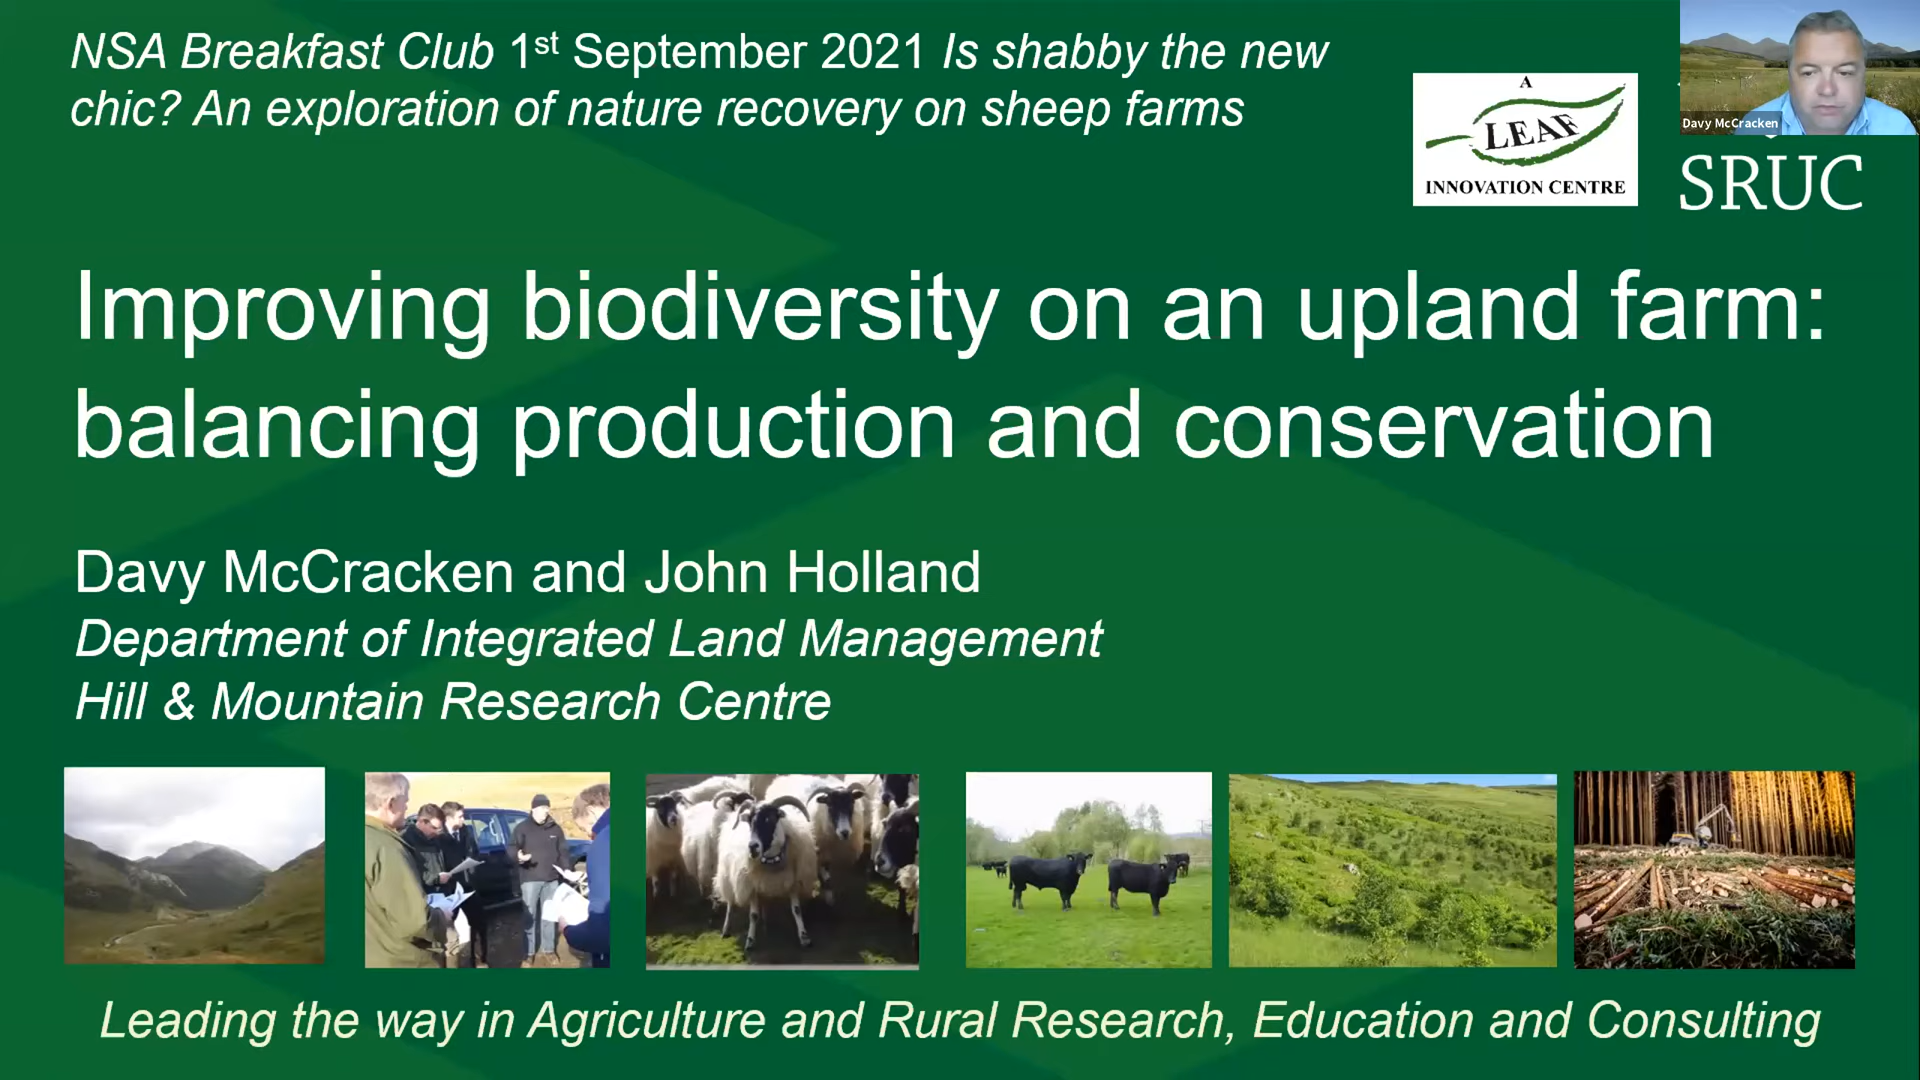 NSA Breakfast Club 1st September 2021 Is shabby the new
chic? An exploration of nature recovery on sheep farms
A
LEAF
INNOVATION CENTRE
Davy McCracken
SRUC
Improving biodiversity on an upland farm:
balancing production and conservation
Davy McCracken and John Holland
Department of Integrated Land Management
Hill & Mountain Research Centre
Leading the way in Agriculture and Rural Research, Education and Consulting